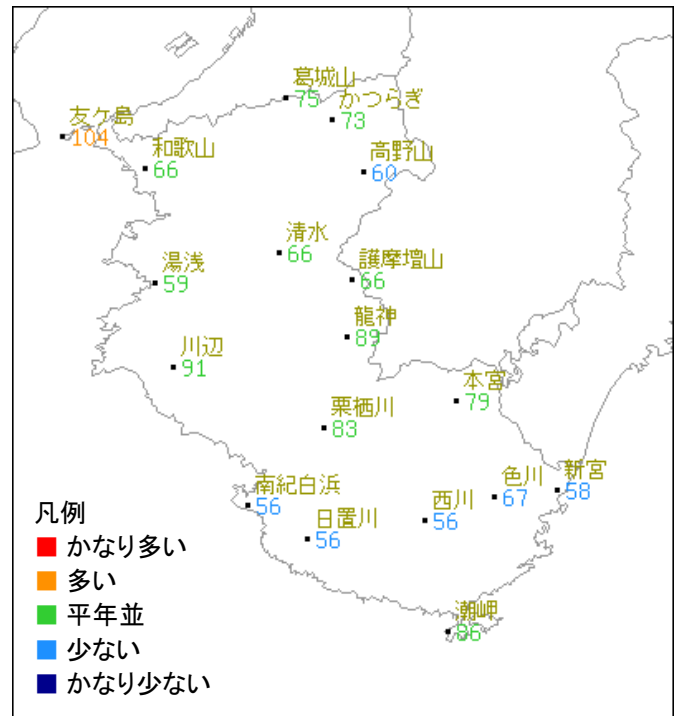 葛城山
75
かつらぎ
73
友ケ島
104
和歌山
66
高野山
60
清水
66
護摩壇山
66
湯浅
59
龍神
89
川辺
91
本宮
79
栗栖川
83
南紀白浜
56
日置川
56
西川
56
色川
67
新宮
58
潮岬
86
凡例
かなり多い
多い
平年並
少ない
かなり少ない